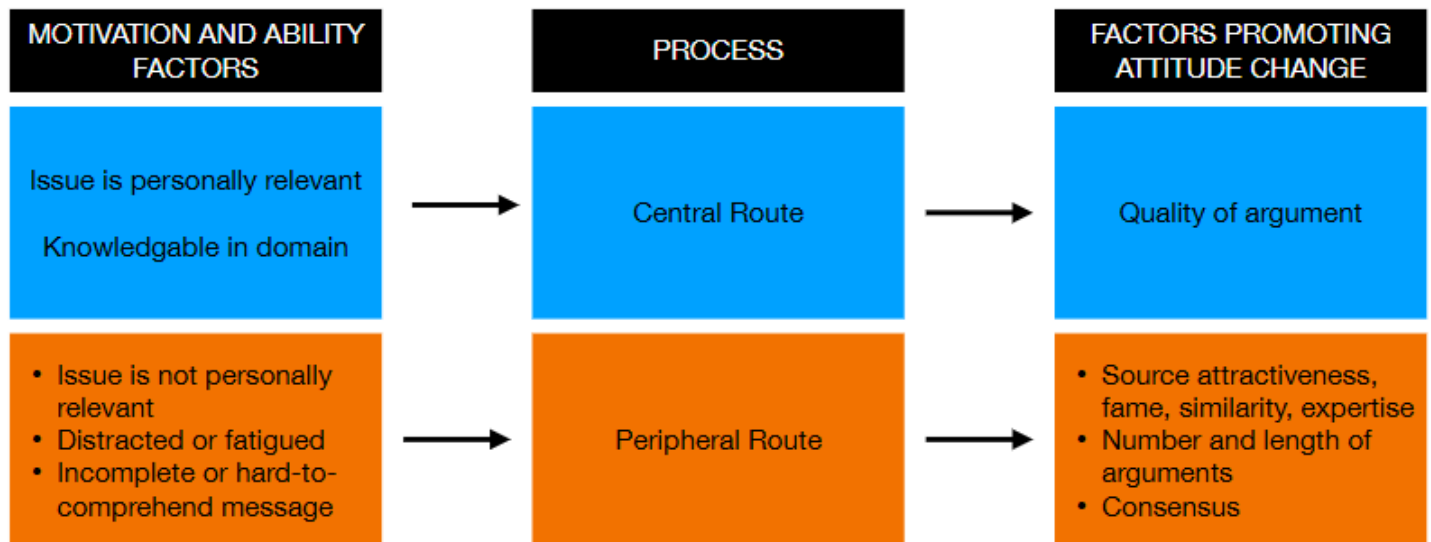 MOTIVATION AND ABILITY
FACTORS
PROCESS
FACTORS PROMOTING
ATTITUDE CHANGE
Issue is personally relevant
Knowledgable in domain
Central Route
Quality of argument
• Issue is not personally
relevant
• Distracted or fatigued
• Incomplete or hard-to-
comprehend message
Peripheral Route
• Source attractiveness,
fame, similarity, expertise
• Number and length of
arguments
• Consensus